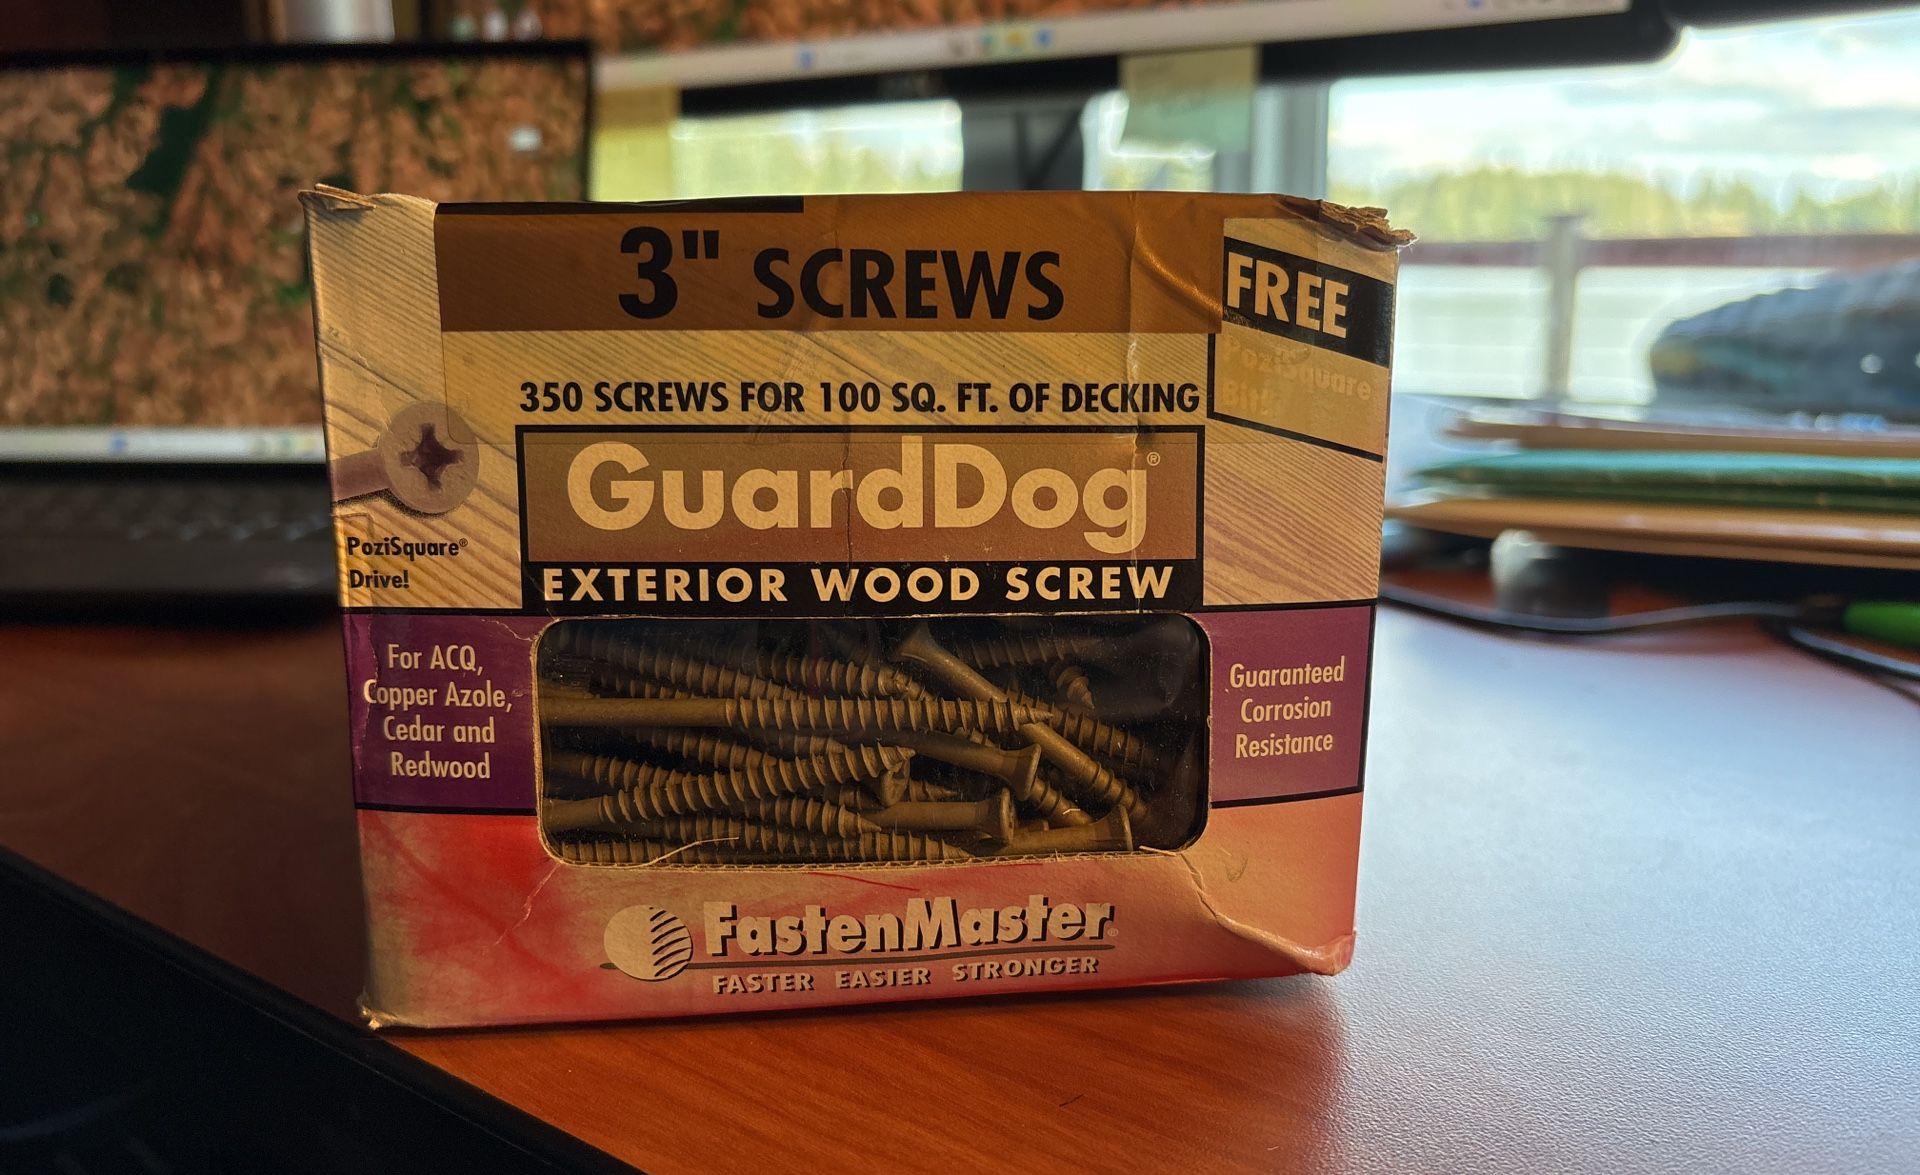 3" SCREWS
FREE
PoziSquare
Bit!
350 SCREWS FOR 100 SQ. FT. OF DECKING
GuardDog®
EXTERIOR WOOD SCREW
PoziSquare®
Drive!
For ACQ,
Copper Azole,
Cedar and
Redwood
Guaranteed
Corrosion
Resistance
FastenMaster®
FASTER EASIER STRONGER